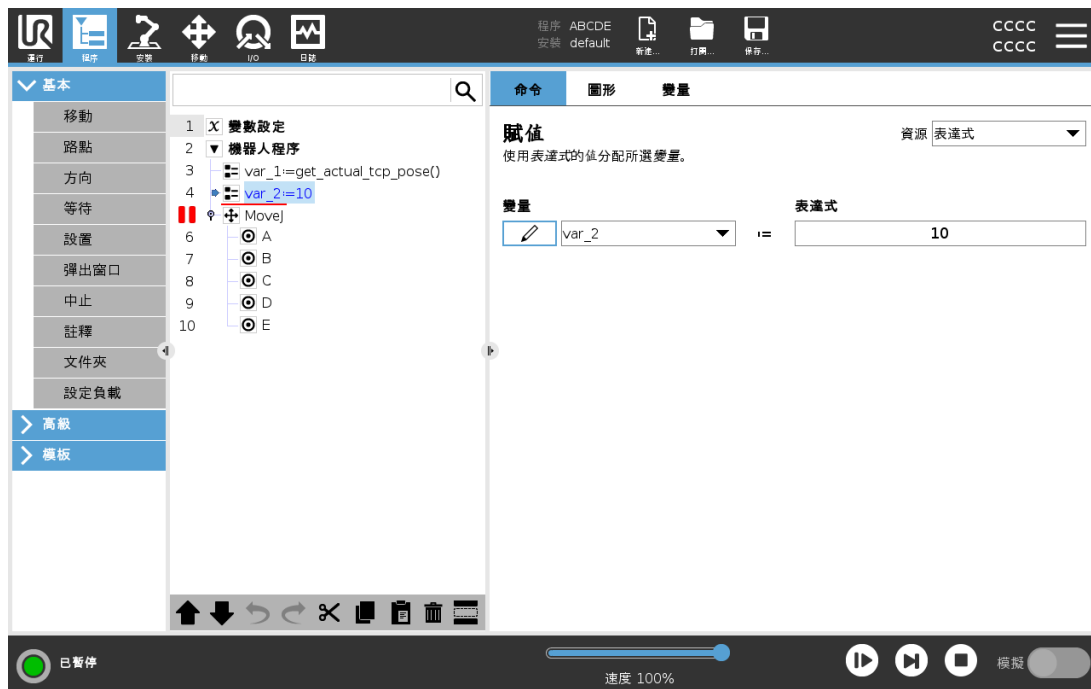 UR
運行
程序
安裝
移動
I/O
日誌
程序 ABCDE
安裝 default
新建...
打開...
保存...
CCCC
CCCC
基本
移動
路點
方向
等待
設置
彈出窗口
中止
註釋
文件夾
設定負載
高級
模板
1 X 變數設定
2 ▼ 機器人程序
3 var_1:=get_actual_tcp_pose()
4 var_2:=10
MoveJ
6 A
7 B
8 C
9 D
10 E
命令 圖形 變量
賦值
資源 表達式
使用表達式的值分配所選變量。
變量
表達式
var_2 := 10
已暫停
速度 100%
模擬